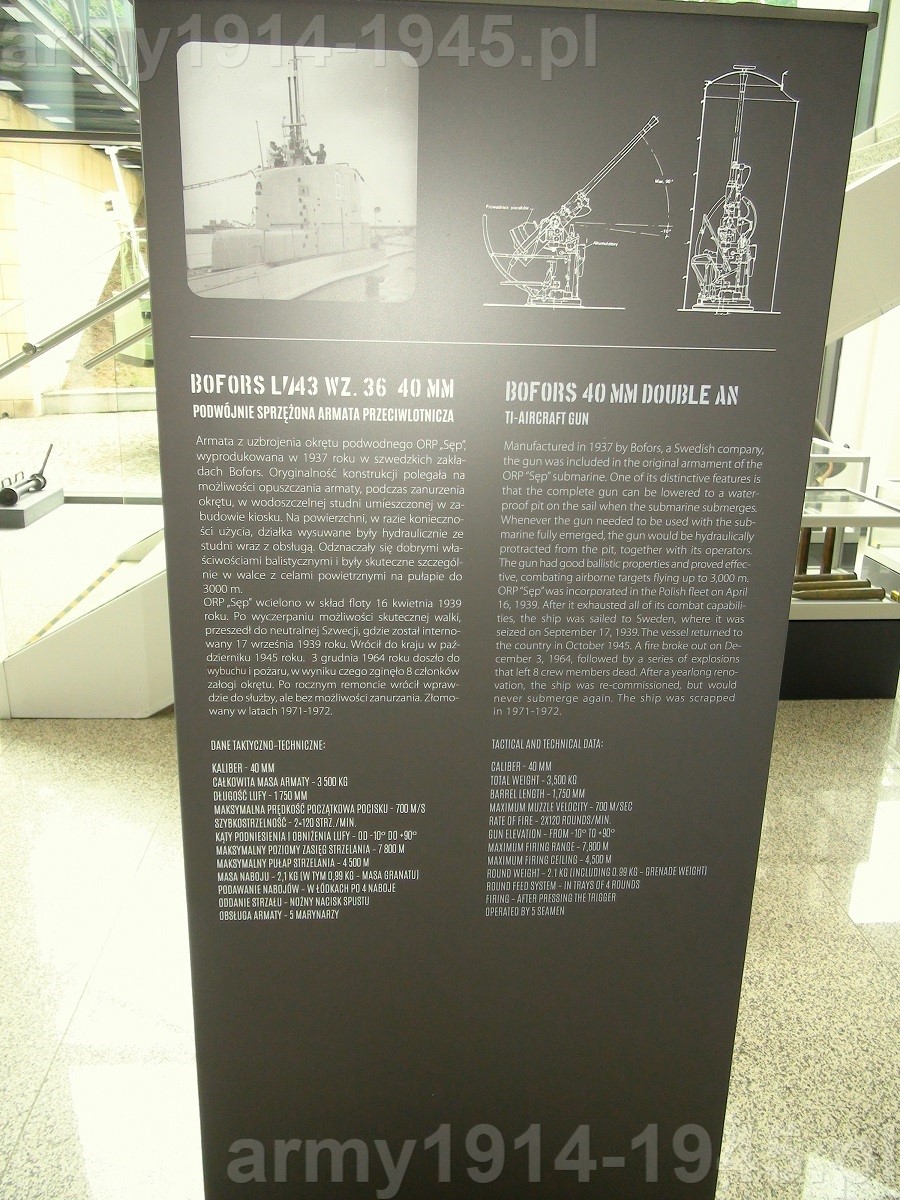 army1914-1945.pl
Max. 90°
Prowadnica pocisków
10°
Akumulatory
BOFORS L/43 WZ. 36 40 MM
PODWÓJNIE SPRZĘŻONA ARMATA PRZECIWLOTNICZA
Armata z uzbrojenia okrętu podwodnego ORP „Sęp”,
wyprodukowana w 1937 roku w szwedzkich zakła-
dach Bofors. Oryginalność konstrukcji polegała na
możliwości opuszczania armaty, podczas zanurzenia
okrętu, w wodoszczelnej studni umieszczonej w za-
budowie kiosku. Na powierzchni, w razie konieczno-
ści użycia, działka wysuwane były hydraulicznie ze
studni wraz z obsługą. Odznaczały się dobrymi wła-
ściwościami balistycznymi i były skuteczne szczegól-
nie w walce z celami powietrznymi na pułapie do
3000 m.
ORP „Sęp” wcielono w skład floty 16 kwietnia 1939
roku. Po wyczerpaniu możliwości skutecznej walki,
przeszedł do neutralnej Szwecji, gdzie został interno-
wany 17 września 1939 roku. Wrócił do kraju w paź-
dzierniku 1945 roku. 3 grudnia 1964 roku doszło do
wybuchu i pożaru, w wyniku czego zginęło 8 członków
załogi okrętu. Po rocznym remoncie wrócił wpraw-
dzie do służby, ale bez możliwości zanurzania. Złomo-
wany w latach 1971-1972.
DANE TAKTYCZNO-TECHNICZNE:
KALIBER – 40 MM
CAŁKOWITA MASA ARMATY – 3 500 KG
DŁUGOŚĆ LUFY – 1 750 MM
MAKSYMALNA PRĘDKOŚĆ POCZĄTKOWA POCISKU – 700 M/S
SZYBKOSTRZELNOŚĆ – 2×120 STRZ./MIN.
KĄTY PODNIESIENIA I OBNIŻENIA LUFY – OD -10° DO +90°
MAKSYMALNY POZIOMY ZASIĘG STRZELANIA – 7 800 M
MAKSYMALNY PUŁAP STRZELANIA – 4 500 M
MASA NABOJU – 2,1 KG (W TYM 0,99 KG – MASA GRANATU)
PODAWANIE NABOJÓW – W ŁÓDKACH PO 4 NABOJE
ODDANIE STRZAŁU – NOŻNY NACISK SPUSTU
OBSŁUGA ARMATY – 5 MARYNARZY
BOFORS 40 MM DOUBLE AN
TI-AIRCRAFT GUN
Manufactured in 1937 by Bofors, a Swedish company,
the gun was included in the original armament of the
ORP “Sęp” submarine. One of its distinctive features is
that the complete gun can be lowered to a water-
proof pit on the sail when the submarine submerges.
Whenever the gun needed to be used with the sub-
marine fully emerged, the gun would be hydraulically
protracted from the pit, together with its operators.
The gun had good ballistic properties and proved effec-
tive, combating airborne targets flying up to 3,000 m.
ORP “Sęp” was incorporated in the Polish fleet on April
16, 1939. After it exhausted all of its combat capabili-
ties, the ship was sailed to Sweden, where it was
seized on September 17, 1939. The vessel returned to
the country in October 1945. A fire broke out on De-
cember 3, 1964, followed by a series of explosions
that left 8 crew members dead. After a yearlong reno-
vation, the ship was re-commissioned, but would
never submerge again. The ship was scrapped
in 1971-1972.
TACTICAL AND TECHNICAL DATA:
CALIBER – 40 MM
TOTAL WEIGHT – 3,500 KG
BARREL LENGTH – 1,750 MM
MAXIMUM MUZZLE VELOCITY – 700 M/SEC
RATE OF FIRE – 2X120 ROUNDS/MIN.
GUN ELEVATION – FROM -10° TO +90°
MAXIMUM FIRING RANGE – 7,800 M
MAXIMUM FIRING CEILING – 4,500 M
ROUND WEIGHT – 2.1 KG (INCLUDING 0.99 KG – GRENADE WEIGHT)
ROUND FEED SYSTEM – IN TRAYS OF 4 ROUNDS
FIRING – AFTER PRESSING THE TRIGGER
OPERATED BY 5 SEAMEN
army1914-1945.pl